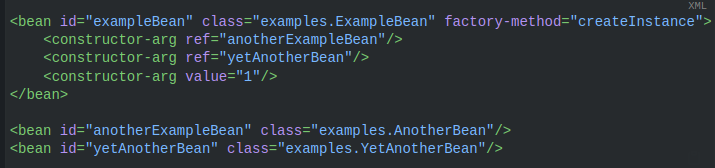 XML
<bean id="exampleBean" class="examples.ExampleBean" factory-method="createInstance">
    <constructor-arg ref="anotherExampleBean"/>
    <constructor-arg ref="yetAnotherBean"/>
    <constructor-arg value="1"/>
</bean>

<bean id="anotherExampleBean" class="examples.AnotherBean"/>
<bean id="yetAnotherBean" class="examples.YetAnotherBean"/>